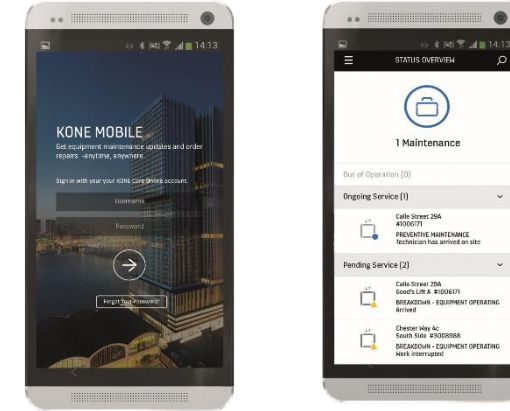 14:13
KONE MOBILE
Get equipment maintenance updates and order
repairs -anytime, anywhere.
Sign in with your your KONE Care Online account.
Username
Password
Forgot Your Password?
14:13
STATUS OVERVIEW
1 Maintenance
Out of Operation (0)
Ongoing Service (1)
Calle Street 29A
#1006171
PREVENTIVE MAINTENANCE
Technician has arrived on site
Pending Service (2)
Calle Street 29A
Good's Lift A #1006171
BREAKDOWN - EQUIPMENT OPERATING
Arrived
Chester Way 4c
South Side #3008988
BREAKDOWN - EQUIPMENT OPERATING
Work interrupted